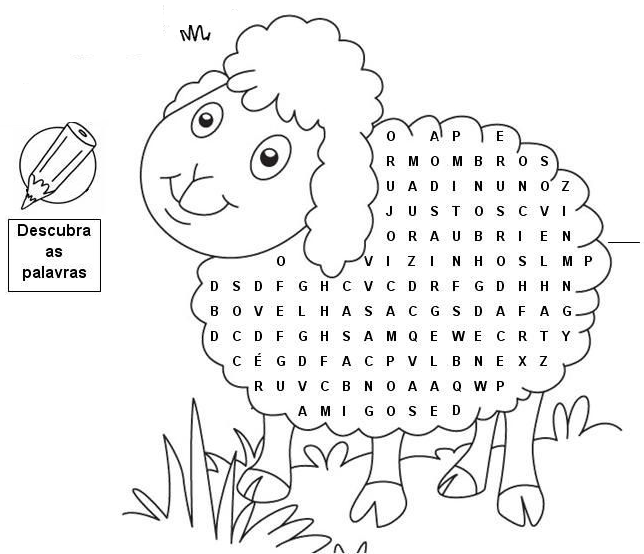 Descubra
as
palavras
O A P E
R M O M B R O S
U A D I N U N O Z
J U S T O S C V I
O R A U B R I E N
O V I Z I N H O S L M P
D S D F G H C V C D R F G D H H N
B O V E L H A S A C G S D A F A G
D C D F G H S A M Q E W E C R T Y
C É G D F A C P V L B N E X Z
R U V C B N O A A Q W P
A M I G O S E D